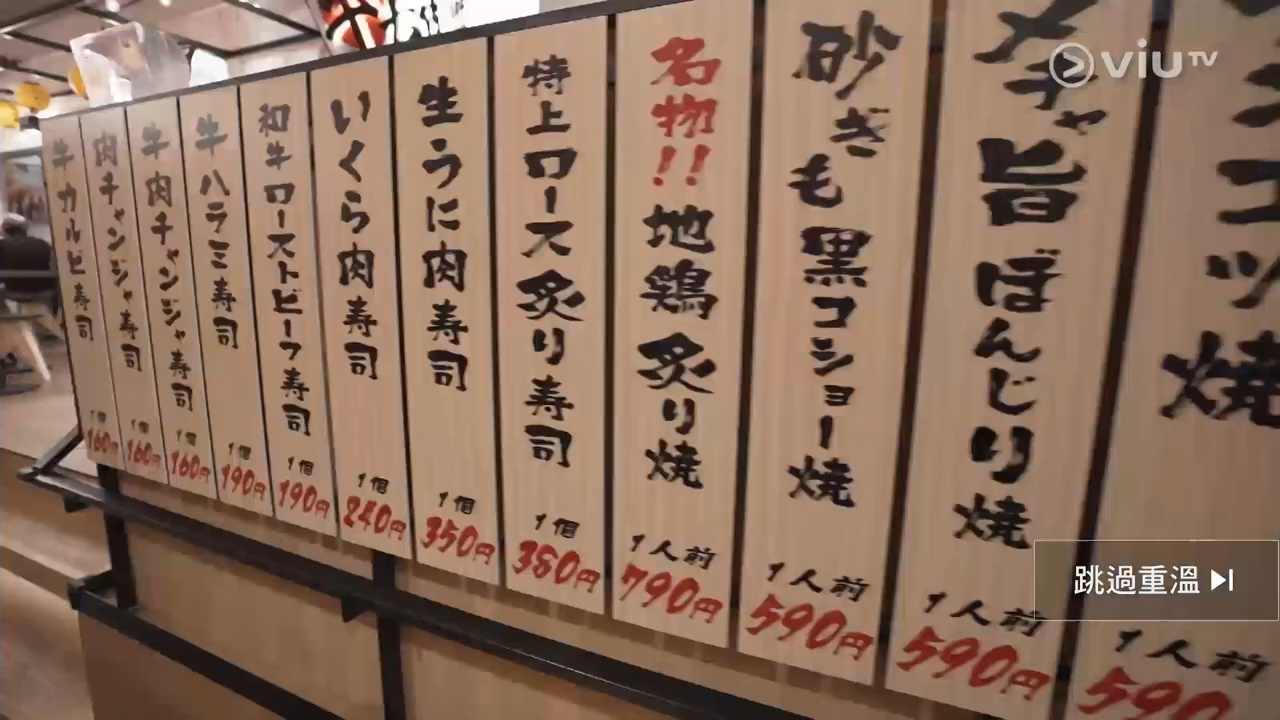 牛カルビ寿司
1個
160円
肉チャンジャ寿司
1個
160円
牛肉チャンジャ寿司
1個
160円
牛ハラミ寿司
1個
190円
和牛ローストビーフ寿司
1個
190円
いくら肉寿司
1個
240円
生うに肉寿司
1個
350円
特上ロース炙り寿司
1個
380円
名物!!地鶏炙り焼
1人前
790円
砂ぎも黒コショー焼
1人前
590円
メチャ旨ぼんじり焼
1人前
590円
コツ焼
1人前
590
viuTV
跳過重溫